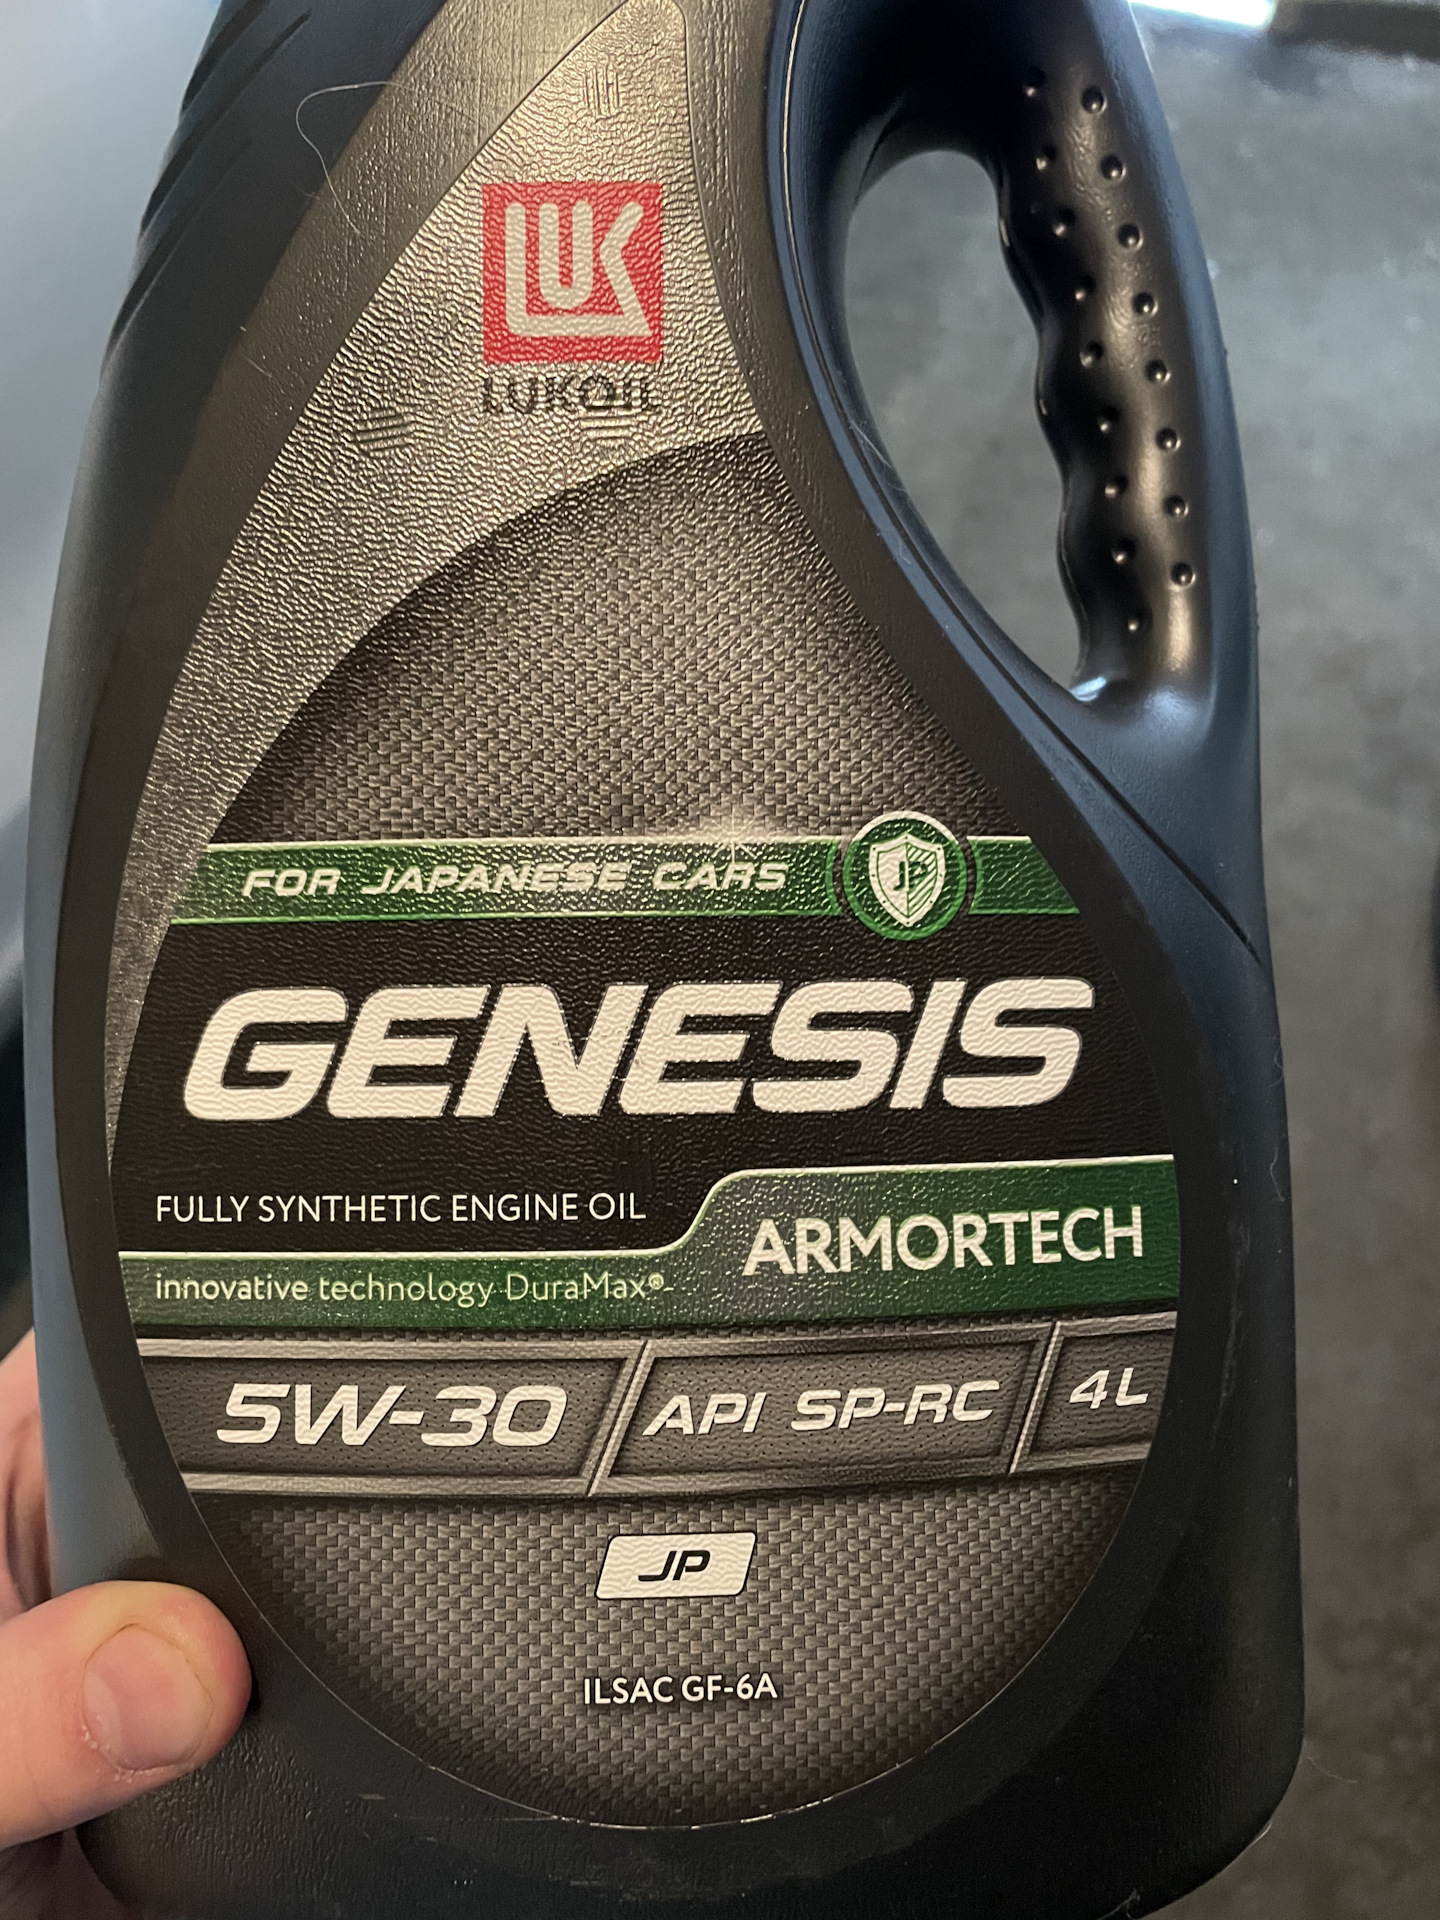 LUK
LUKOIL
FOR JAPANESE CARS
JP
GENESIS
FULLY SYNTHETIC ENGINE OIL
ARMORTECH
innovative technology DuraMax®
5W-30
API SP-RC
4L
JP
ILSAC GF-6A